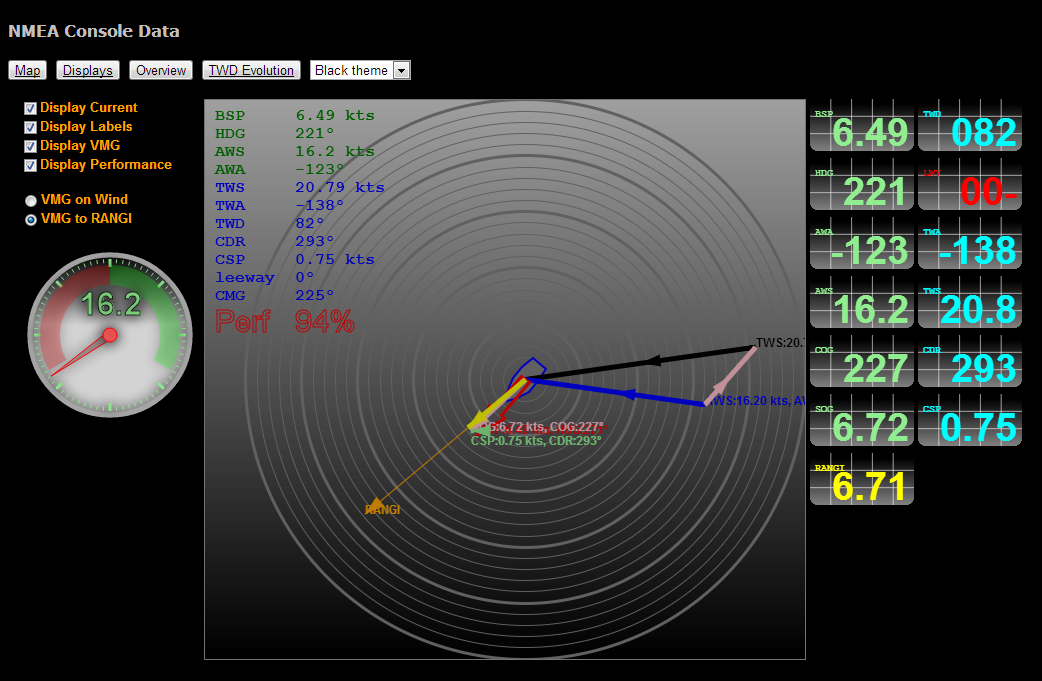 NMEA Console Data
Map Displays Overview TWD Evolution Black theme
Display Current
Display Labels
Display VMG
Display Performance
VMG on Wind
VMG to RANGI
16.2
BSP 6.49 kts
HDG 221°
AWS 16.2 kts
AWA -123°
TWS 20.79 kts
TWA -138°
TWD 82°
CDR 293°
CSP 0.75 kts
leeway 0°
CMG 225°
Perf 94%
TWS:20.
AWS:16.20 kts, A
SOG:6.72 kts, COG:227°
CSP:0.75 kts, CDR:293°
RANGI
BSP 6.49
TWD 082
HDG 221
00-
AWA -123
TWA -138
AWS 16.2
TWS 20.8
COG 227
CDR 293
SOG 6.72
CSP 0.75
RANGI 6.71